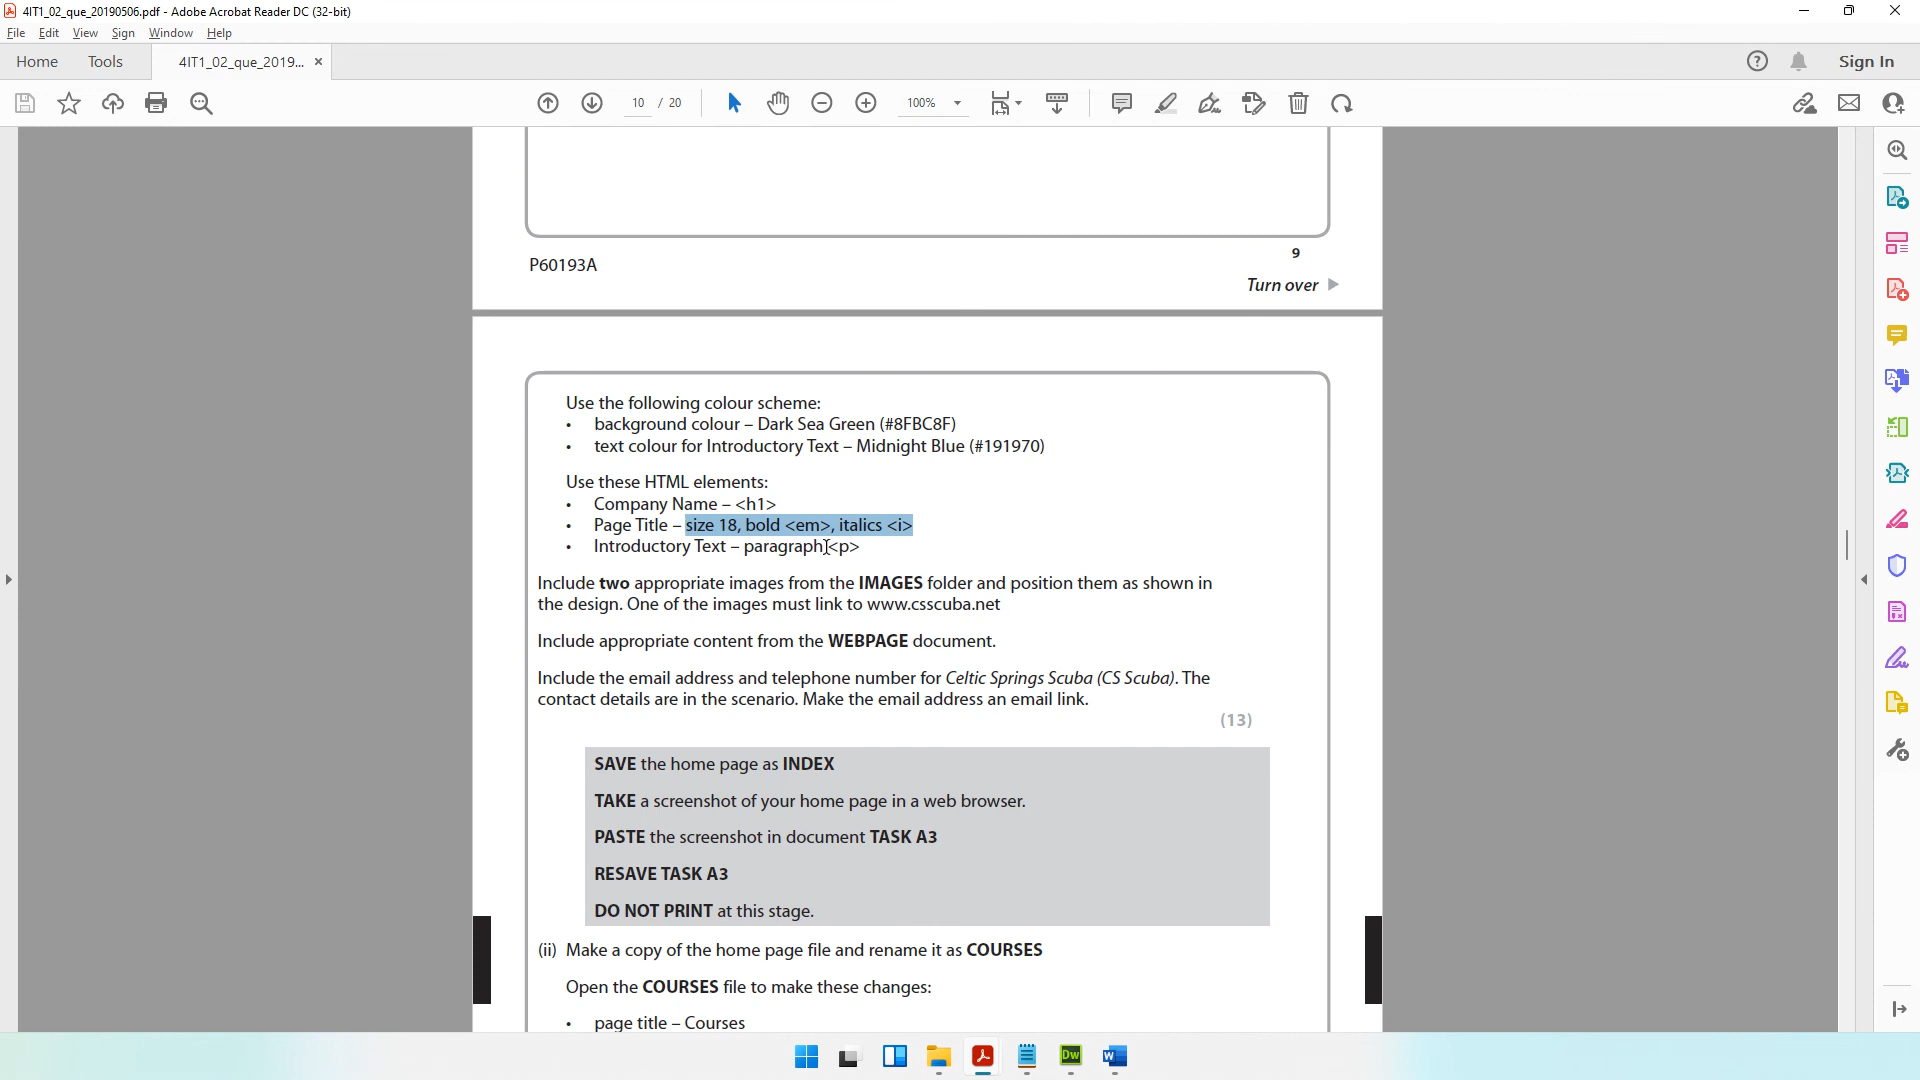 4IT1_02_que_20190506.pdf - Adobe Acrobat Reader DC (32-bit)
File Edit View Sign Window Help
Home Tools 4IT1_02_que_2019... × Sign In
10 / 20 100%
9
P60193A
Turn over
Use the following colour scheme:
• background colour – Dark Sea Green (#8FBC8F)
• text colour for Introductory Text – Midnight Blue (#191970)
Use these HTML elements:
• Company Name – <h1>
• Page Title – size 18, bold <em>, italics <i>
• Introductory Text – paragraph <p>
Include two appropriate images from the IMAGES folder and position them as shown in
the design. One of the images must link to www.csscuba.net
Include appropriate content from the WEBPAGE document.
Include the email address and telephone number for Celtic Springs Scuba (CS Scuba). The
contact details are in the scenario. Make the email address an email link.
(13)
SAVE the home page as INDEX
TAKE a screenshot of your home page in a web browser.
PASTE the screenshot in document TASK A3
RESAVE TASK A3
DO NOT PRINT at this stage.
(ii) Make a copy of the home page file and rename it as COURSES
Open the COURSES file to make these changes:
• page title – Courses
Dw W